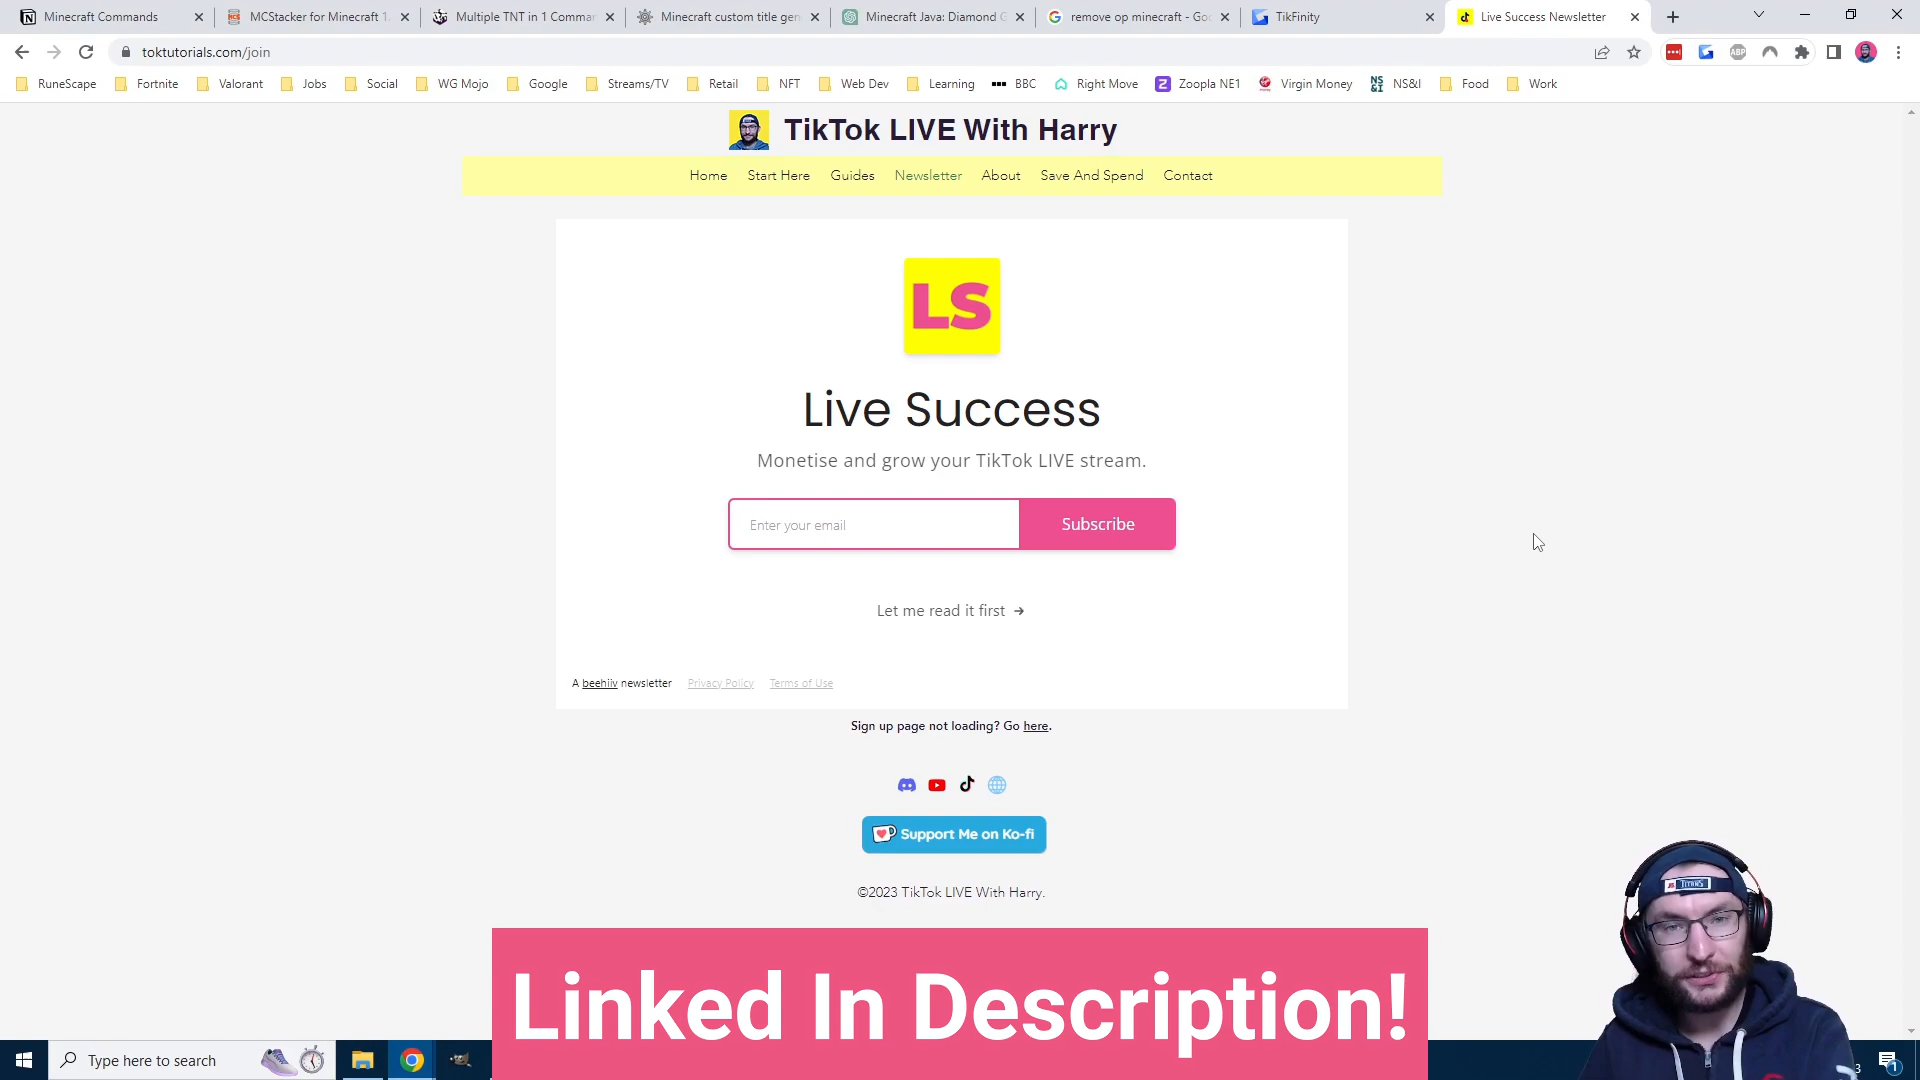 Minecraft Commands
MCStacker for Minecraft 1.
Multiple TNT in 1 Comman
Minecraft custom title gen
Minecraft Java: Diamond G
remove op minecraft - Goo
TikFinity
Live Success Newsletter
toktutorials.com/join
ABP
RuneScape
Fortnite
Valorant
Jobs
Social
WG Mojo
Google
Streams/TV
Retail
NFT
Web Dev
Learning
BBC
Right Move
Zoopla NE1
Virgin Money
NS&I
Food
Work
TikTok LIVE With Harry
Home
Start Here
Guides
Newsletter
About
Save And Spend
Contact
LS
Live Success
Monetise and grow your TikTok LIVE stream.
Enter your email
Subscribe
Let me read it first →
A beehiiv newsletter
Privacy Policy
Terms of Use
Sign up page not loading? Go here.
Support Me on Ko-fi
©2023 TikTok LIVE With Harry.
TITANS
Linked In Description!
Type here to search
3
1